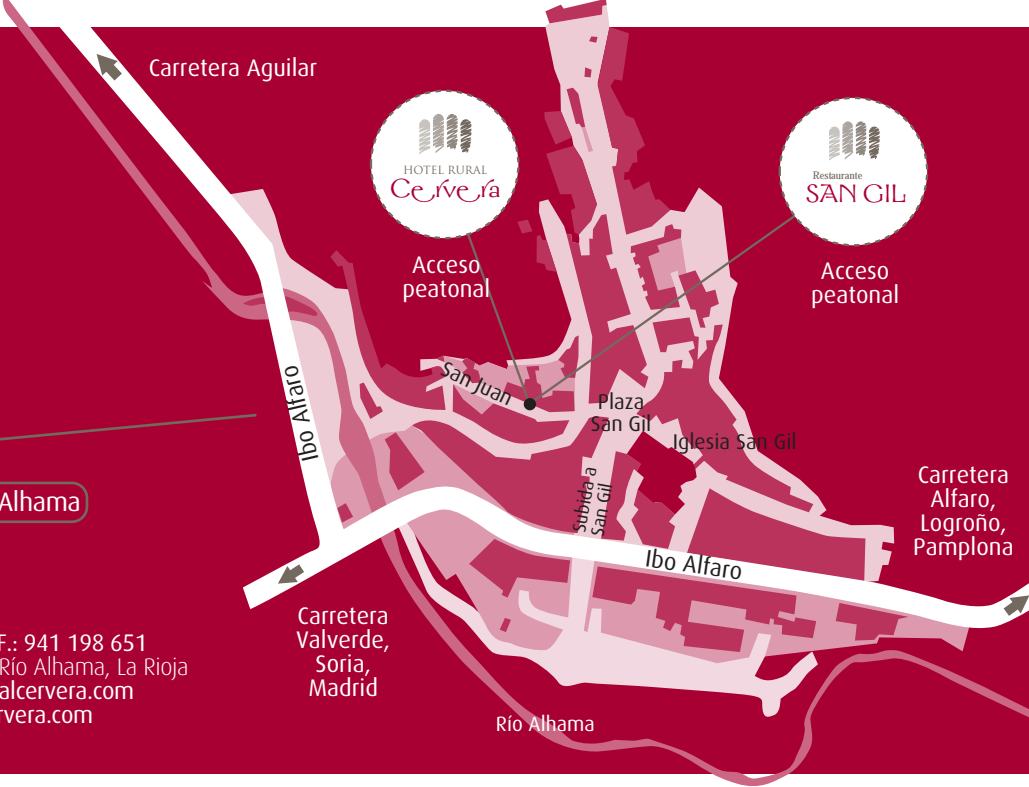 Carretera Aguilar
HOTEL RURAL
Cervera
Acceso
peatonal
Restaurante
SAN GIL
Acceso
peatonal
San Juan
Plaza
San Gil
Iglesia San Gil
Ibo Alfaro
Subida a
San Gil
Alhama
Ibo Alfaro
Carretera
Alfaro,
Logroño,
Pamplona
Carretera
Valverde,
Soria,
Madrid
F.: 941 198 651
Río Alhama, La Rioja
alcervera.com
rvera.com
Río Alhama